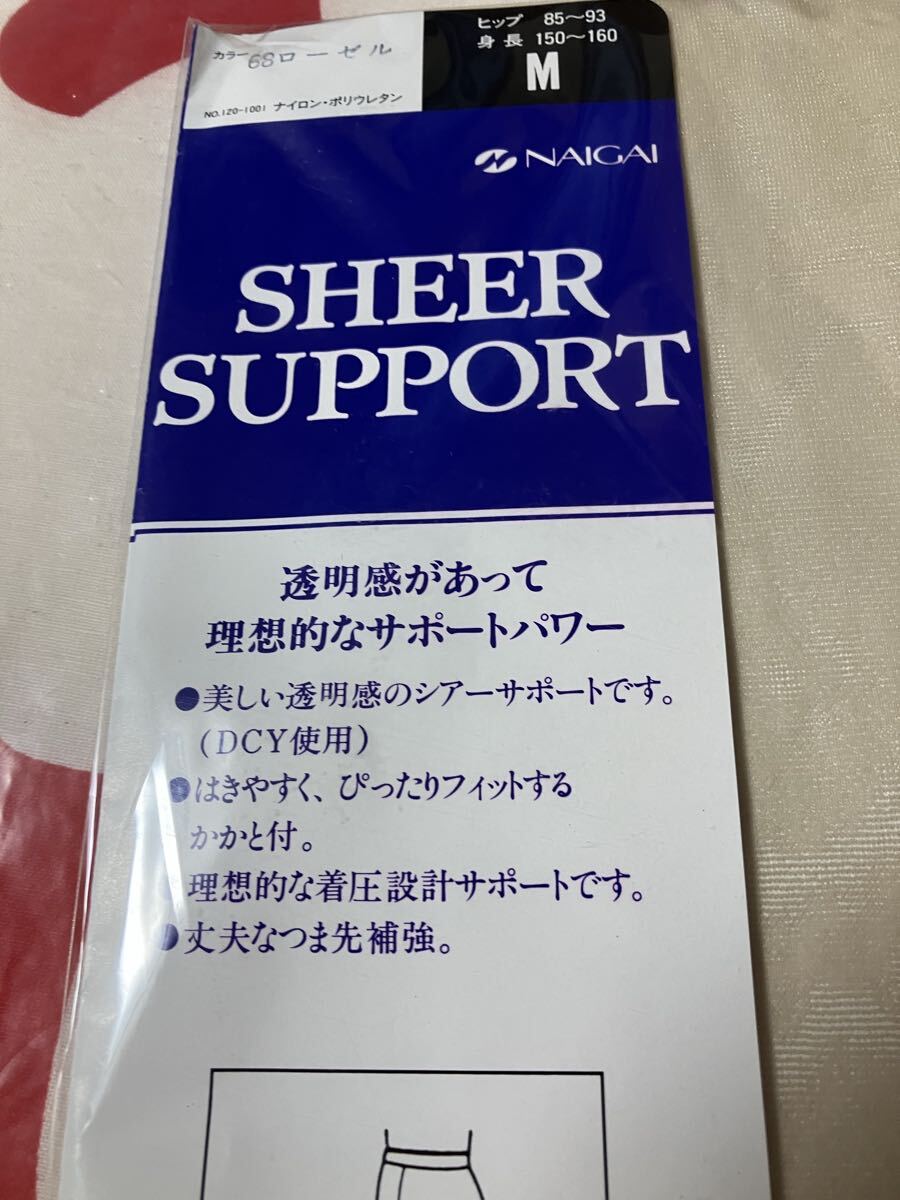 カラー 68ローゼル
NO.120-1001 ナイロン・ポリウレタン
ヒップ 85～93
身長 150～160
M
NAIGAI
SHEER
SUPPORT
透明感があって
理想的なサポートパワー
●美しい透明感のシアーサポートです。
(DCY使用)
●はきやすく、ぴったりフィットする
かかと付。
●理想的な着圧設計サポートです。
●丈夫なつま先補強。